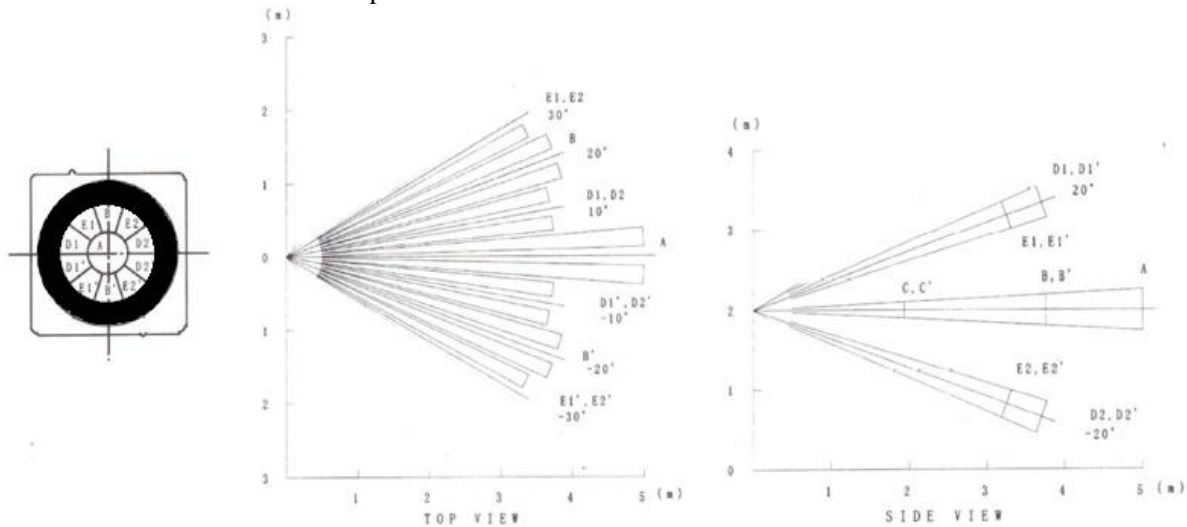 B
E1
E2
D1
A
D2
D1'
D2'
E1'
B'
E2'
(m)
3
2
1
0
1
2
3
E1,E2
30°
B
20°
D1,D2
10°
A
D1',D2'
-10°
B'
-20°
E1',E2'
-30°
1 2 3 4 5 (m)
TOP VIEW
(m)
4
3
2
1
0
D1,D1'
20°
E1,E1'
C,C'
B,B'
A
E2,E2'
D2,D2'
-20°
1 2 3 4 5 (m)
SIDE VIEW